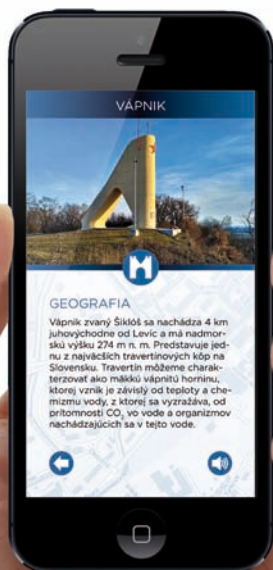 VÁPNIK
GEOGRAFIA
Vápnik zvaný Šiklóš sa nachádza 4 km
juhovýchodne od Levíc a má nadmor-
skú výšku 274 m n. m. Predstavuje jed-
nu z najväčších travertínových kôp na
Slovensku. Travertín môžeme charak-
terzovať ako mäkkú vápnitú horninu,
ktorej vznik je závislý od teploty a che-
mizmu vody, z ktorej sa vyzražáva, od
prítomnosti CO₂ vo vode a organizmov
nachádzajúcich sa v tejto vode.